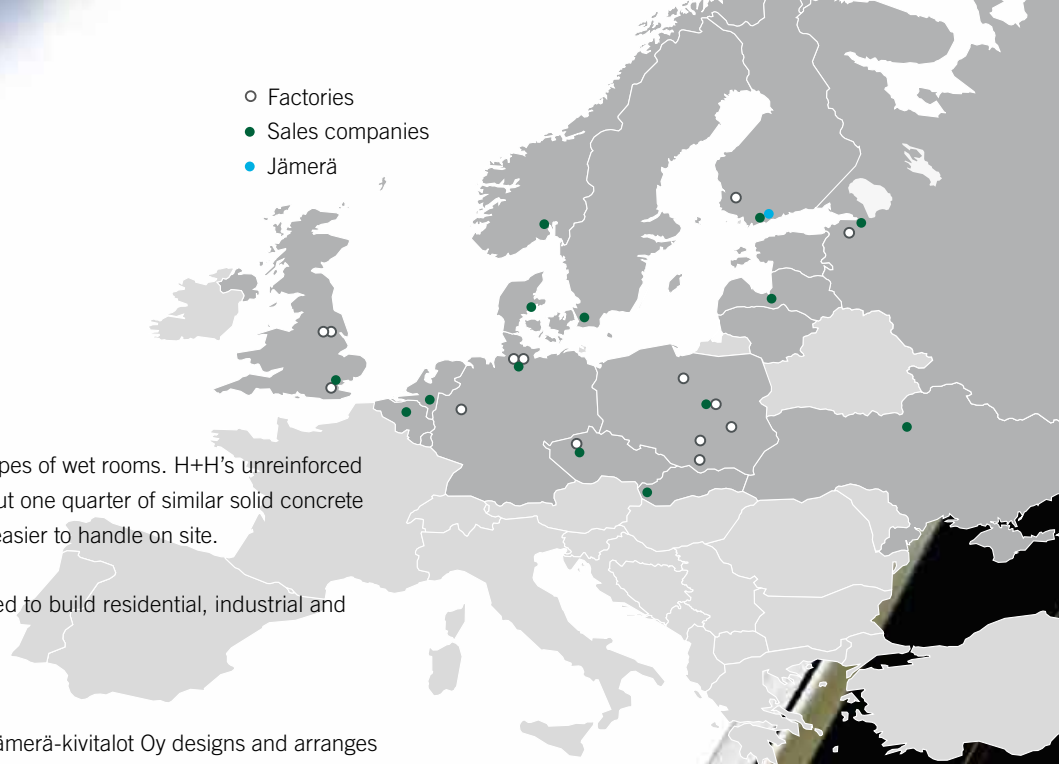 Factories
Sales companies
Jämerä
pes of wet rooms. H+H’s unreinforced
ut one quarter of similar solid concrete
easier to handle on site.
ed to build residential, industrial and
ämerä-kivitalot Oy designs and arranges